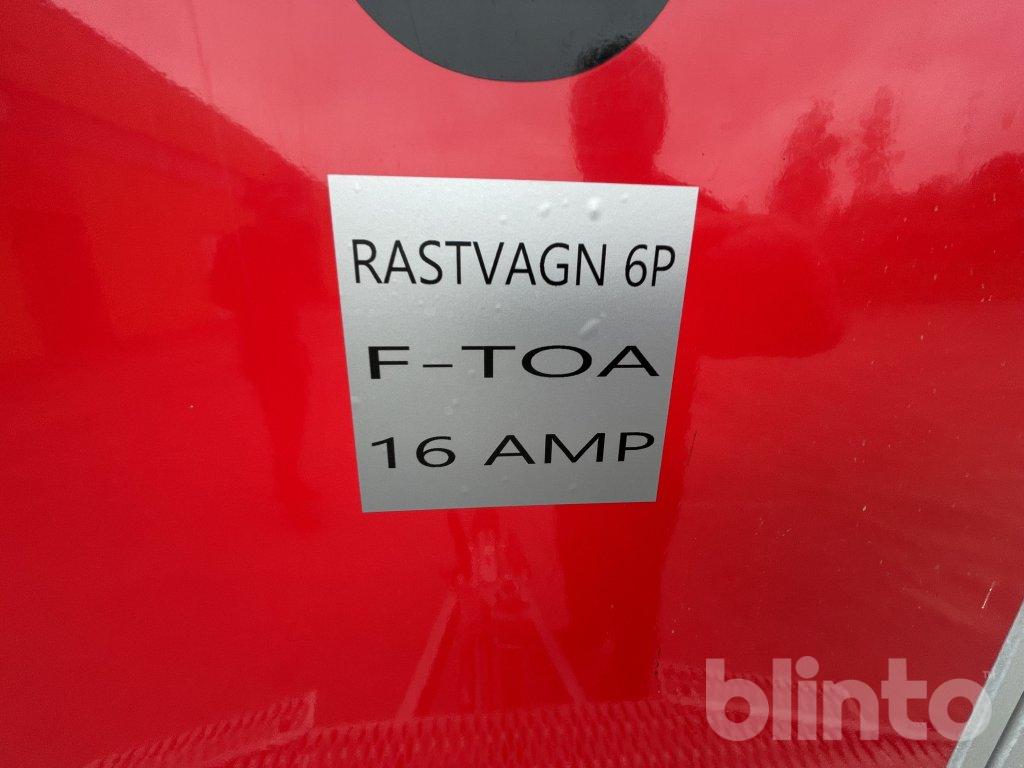 RASTVAGN 6P
F-TOA
16 AMP
blinto